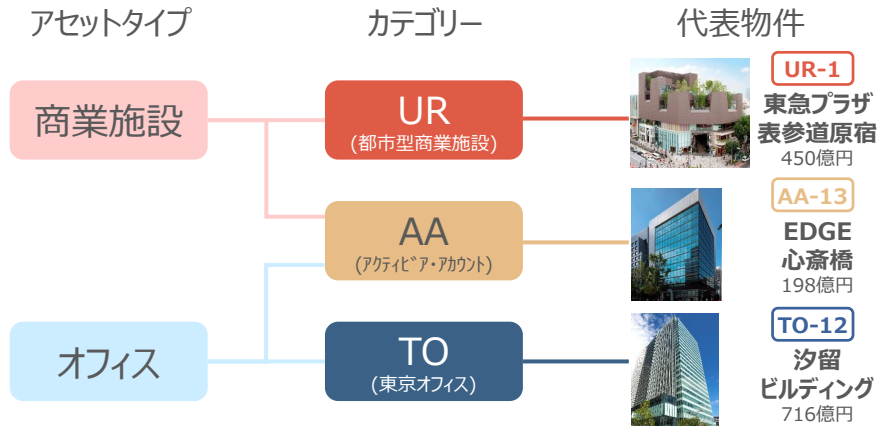 アセットタイプ
カテゴリー
代表物件
商業施設
UR
(都市型商業施設)
UR-1
東急プラザ
表参道原宿
450億円
AA
(ｱｸﾃｨﾋﾞｱ・ｱｶｳﾝﾄ)
AA-13
EDGE
心斎橋
198億円
オフィス
TO
(東京オフィス)
TO-12
汐留
ビルディング
716億円